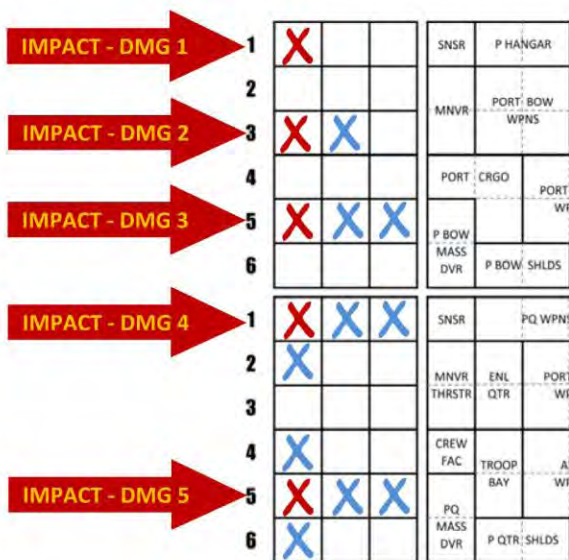 IMPACT - DMG 1
1
X
SNSR
P HANGAR
2
MNVR
PORT BOW
WPNS
IMPACT - DMG 2
3
X X
4
PORT CRGO
PORT
WP
IMPACT - DMG 3
5
X X X
P BOW
MASS
DVR
6
P BOW SHLDS
IMPACT - DMG 4
1
X X X
SNSR
PQ WPNS
2
X
MNVR
THRSTR
ENL
QTR
PORT
WP
3
4
X
CREW
FAC
TROOP
BAY
A
WP
IMPACT - DMG 5
5
X X X
PQ
MASS
DVR
6
X
P QTR SHLDS